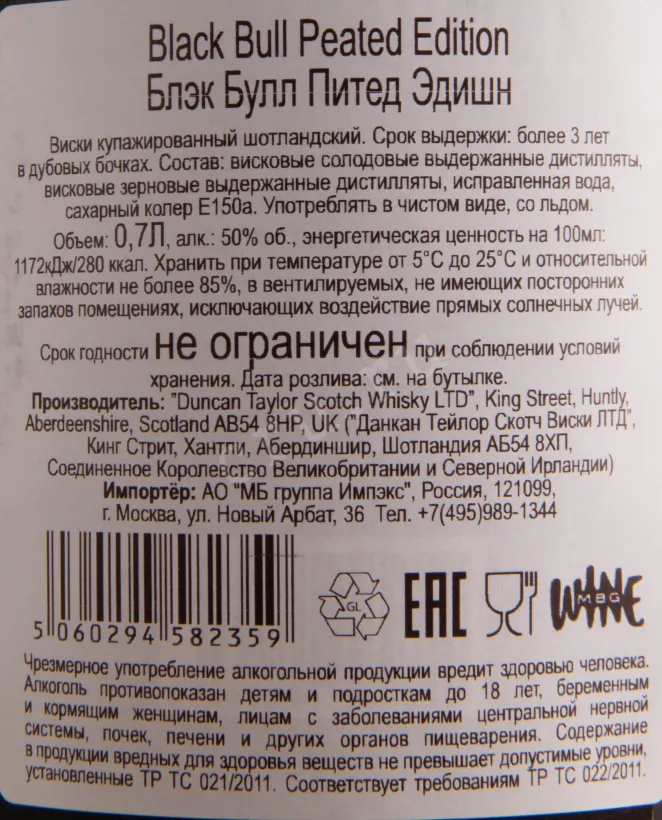 Black Bull Peated Edition
Блэк Булл Питед Эдишн
Виски купажированный шотландский. Срок выдержки: более 3 лет
в дубовых бочках. Состав: висковые солодовые выдержанные дистилляты,
висковые зерновые выдержанные дистилляты, исправленная вода,
сахарный колер Е150а. Употреблять в чистом виде, со льдом.
Объем: 0,7Л, алк.: 50% об., энергетическая ценность на 100мл:
1172кДж/280 ккал. Хранить при температуре от 5°С до 25°С и относительной
влажности не более 85%, в вентилируемых, не имеющих посторонних
запахов помещениях, исключающих воздействие прямых солнечных лучей.
Срок годности не ограничен при соблюдении условий
хранения. Дата розлива: см. на бутылке.
Производитель: "Duncan Taylor Scotch Whisky LTD", King Street, Huntly,
Aberdeenshire, Scotland AB54 8HP, UK ("Данкан Тейлор Скотч Виски ЛТД",
Кинг Стрит, Хантли, Абердиншир, Шотландия АБ54 8ХП,
Соединенное Королевство Великобритании и Северной Ирландии)
Импортёр: АО "МБ группа Импэкс", Россия, 121099,
г. Москва, ул. Новый Арбат, 36 Тел. +7(495)989-1344
5 060294 582359
GL
EAC
WINE
MBG
Чрезмерное употребление алкогольной продукции вредит здоровью человека.
Алкоголь противопоказан детям и подросткам до 18 лет, беременным
и кормящим женщинам, лицам с заболеваниями центральной нервной
системы, почек, печени и других органов пищеварения. Содержание
в продукции вредных для здоровья веществ не превышает допустимые уровни,
установленные ТР ТС 021/2011. Соответствует требованиям ТР ТС 022/2011.